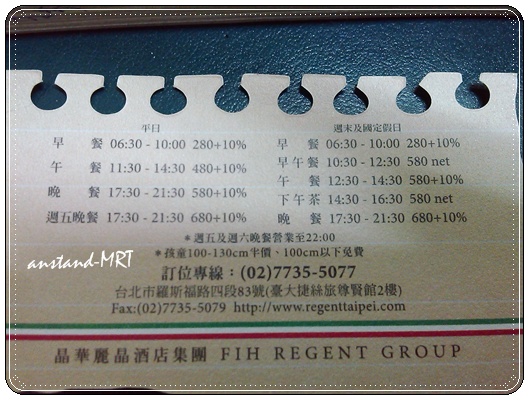 平日
早 餐 06:30 - 10:00 280+10%
午 餐 11:30 - 14:30 480+10%
晚 餐 17:30 - 21:30 580+10%
週五晚餐 17:30 - 21:30 680+10%
週末及國定假日
早 餐 06:30 - 10:00 280+10%
早午餐 10:30 - 12:30 580 net
午 餐 12:30 - 14:30 580+10%
下午茶 14:30 - 16:30 580 net
晚 餐 17:30 - 21:30 680+10%
*週五及週六晚餐營業至22:00
*孩童100-130cm半價、100cm以下免費
訂位專線：(02)7735-5077
台北市羅斯福路四段83號(臺大捷絲旅尊賢館2樓)
Fax:(02)7735-5079 http://www.regenttaipei.com
晶華麗晶酒店集團 FIH REGENT GROUP
anstand-MRT